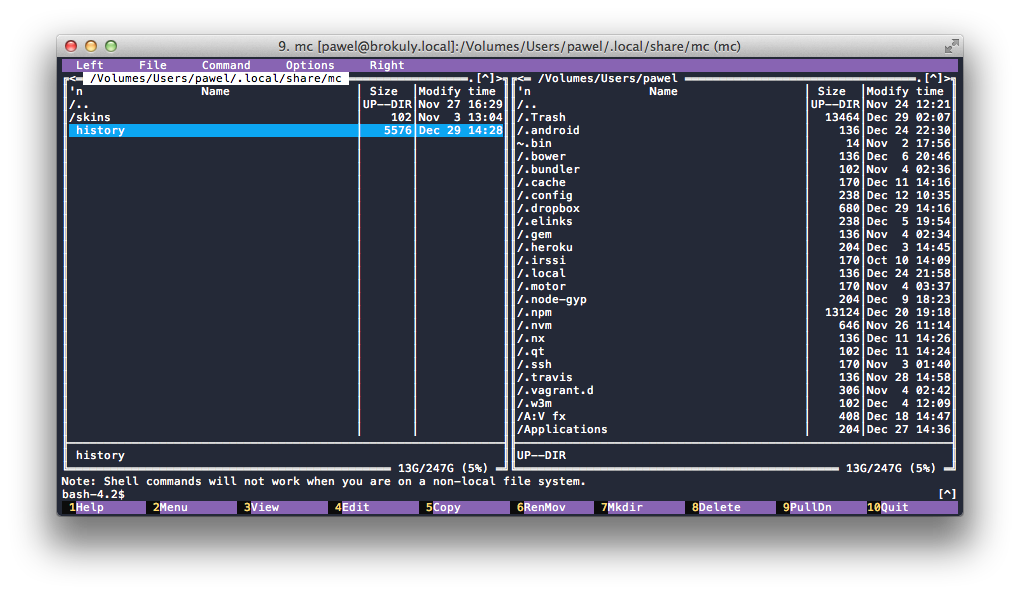 9. mc [pawel@brokuly.local]:/Volumes/Users/pawel/.local/share/mc (mc)
Left File Command Options Right
<= /Volumes/Users/pawel/.local/share/mc .[^]>
'n Name Size Modify time
/.. UP--DIR Nov 27 16:29
/skins 102 Nov 3 13:04
history 5576 Dec 29 14:28
history
13G/247G (5%)
<= /Volumes/Users/pawel .[^]>
'n Name Size Modify time
/.. UP--DIR Nov 24 12:21
/.Trash 13464 Dec 29 02:07
/.android 136 Dec 24 22:30
~.bin 14 Nov 2 17:56
/.bower 136 Dec 6 20:46
/.bundler 102 Nov 4 02:36
/.cache 170 Dec 11 14:16
/.config 238 Dec 12 10:35
/.dropbox 680 Dec 29 14:16
/.elinks 238 Dec 5 19:54
/.gem 136 Nov 4 02:34
/.heroku 204 Dec 3 14:45
/.irssi 170 Oct 10 14:09
/.local 136 Dec 24 21:58
/.motor 170 Nov 4 03:37
/.node-gyp 204 Dec 9 18:23
/.npm 13124 Dec 20 19:18
/.nvm 646 Nov 26 11:14
/.nx 136 Dec 11 14:26
/.qt 102 Dec 11 14:24
/.ssh 170 Nov 3 01:40
/.travis 136 Nov 28 14:58
/.vagrant.d 306 Nov 4 02:42
/.w3m 102 Dec 4 12:09
/A:V fx 408 Dec 18 14:47
/Applications 204 Dec 27 14:36
UP--DIR
13G/247G (5%)
Note: Shell commands will not work when you are on a non-local file system.
bash-4.2$ [^]
1Help 2Menu 3View 4Edit 5Copy 6RenMov 7Mkdir 8Delete 9PullDn 10Quit